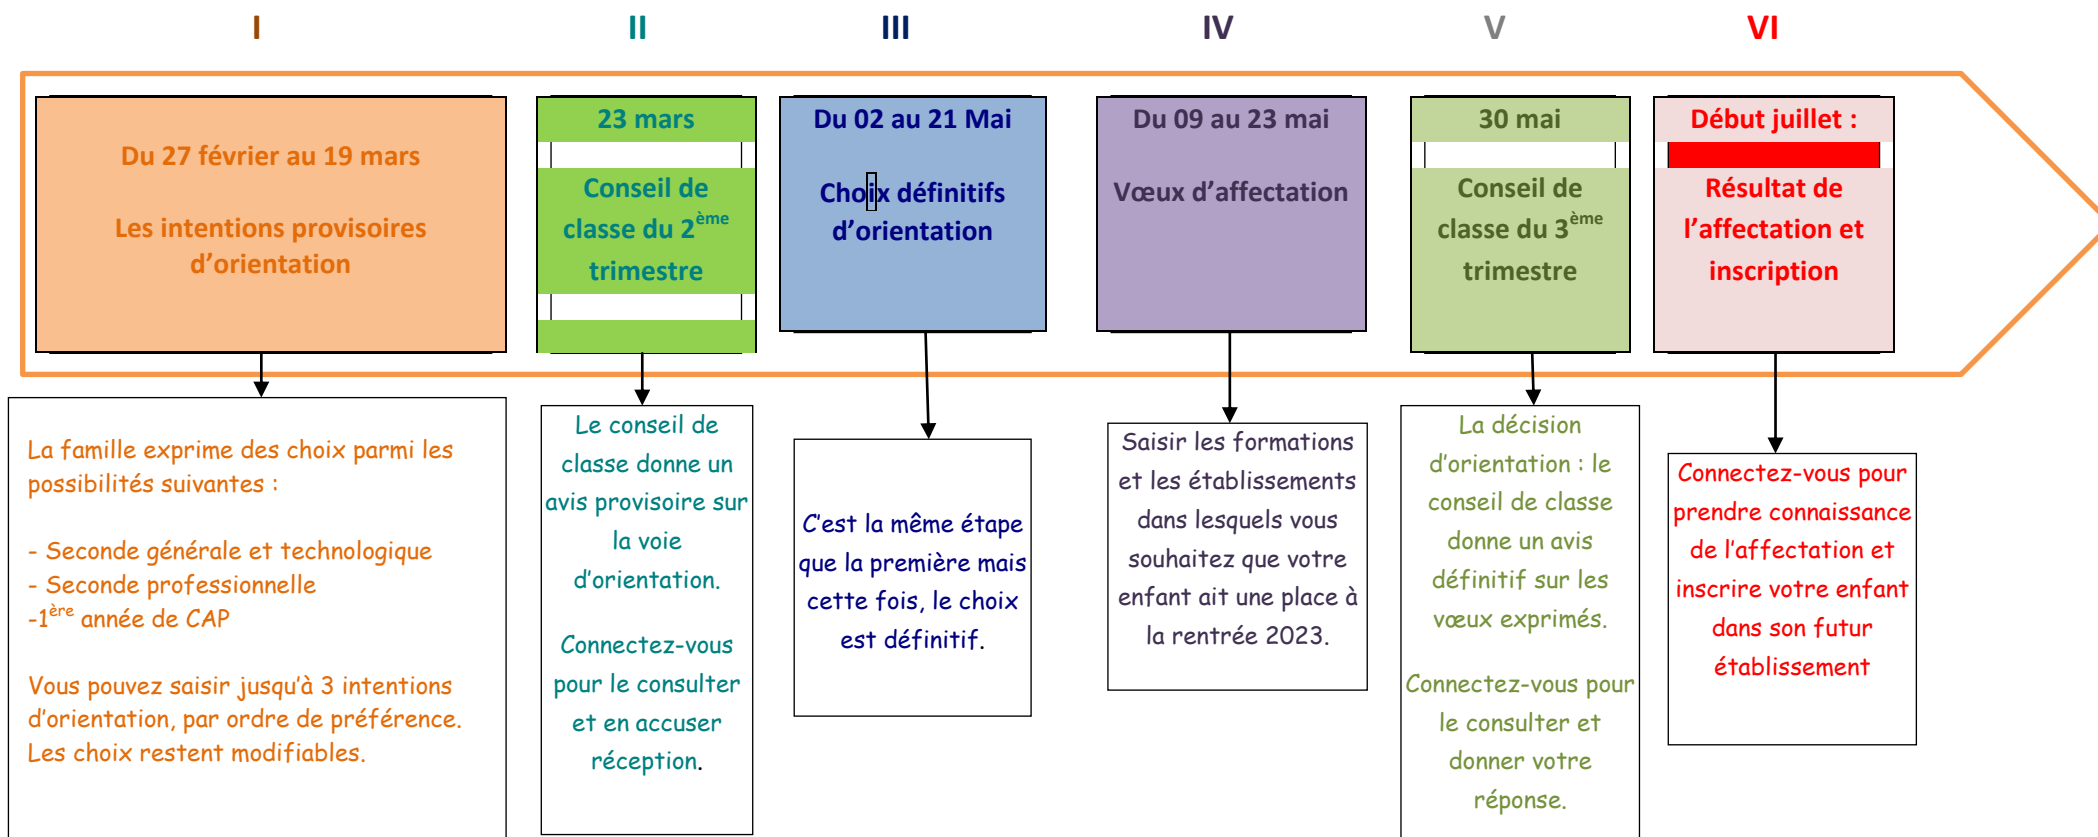 I
II
III
IV
V
VI
Du 27 février au 19 mars
Les intentions provisoires
d'orientation
23 mars
Conseil de
classe du 2ème
trimestre
Du 02 au 21 Mai
Choix définitifs
d'orientation
Du 09 au 23 mai
Vœux d'affectation
30 mai
Conseil de
classe du 3ème
trimestre
Début juillet :
Résultat de
l'affectation et
inscription
La famille exprime des choix parmi les
possibilités suivantes :
- Seconde générale et technologique
- Seconde professionnelle
-1ère année de CAP
Vous pouvez saisir jusqu'à 3 intentions
d'orientation, par ordre de préférence.
Les choix restent modifiables.
Le conseil de
classe donne un
avis provisoire sur
la voie
d'orientation.
Connectez-vous
pour le consulter
et en accuser
réception.
C'est la même étape
que la première mais
cette fois, le choix
est définitif.
Saisir les formations
et les établissements
dans lesquels vous
souhaitez que votre
enfant ait une place à
la rentrée 2023.
La décision
d'orientation : le
conseil de classe
donne un avis
définitif sur les
vœux exprimés.
Connectez-vous pour
le consulter et
donner votre
réponse.
Connectez-vous pour
prendre connaissance
de l'affectation et
inscrire votre enfant
dans son futur
établissement